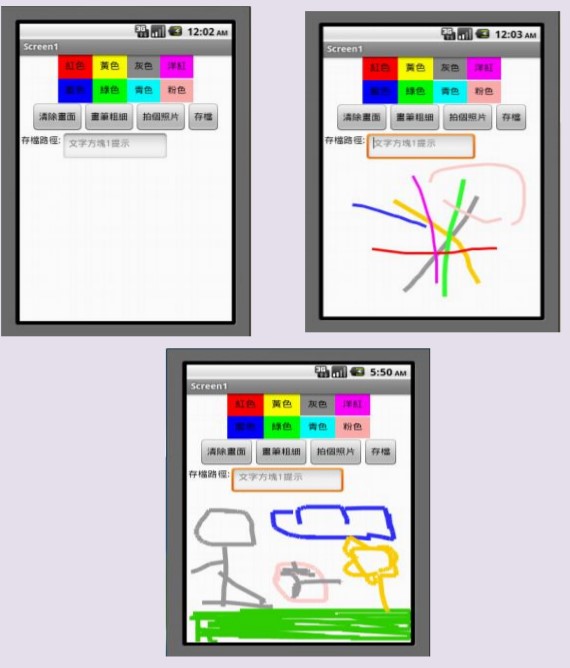 12:02 AM
Screen1
紅色 黃色 灰色 洋紅
藍色 綠色 青色 粉色
清除畫面 畫筆粗細 拍個照片 存檔
存檔路徑: 文字方塊1提示
12:03 AM
Screen1
紅色 黃色 灰色 洋紅
藍色 綠色 青色 粉色
清除畫面 畫筆粗細 拍個照片 存檔
存檔路徑: 文字方塊1提示
5:50 AM
Screen1
紅色 黃色 灰色 洋紅
藍色 綠色 青色 粉色
清除畫面 畫筆粗細 拍個照片 存檔
存檔路徑: 文字方塊1提示